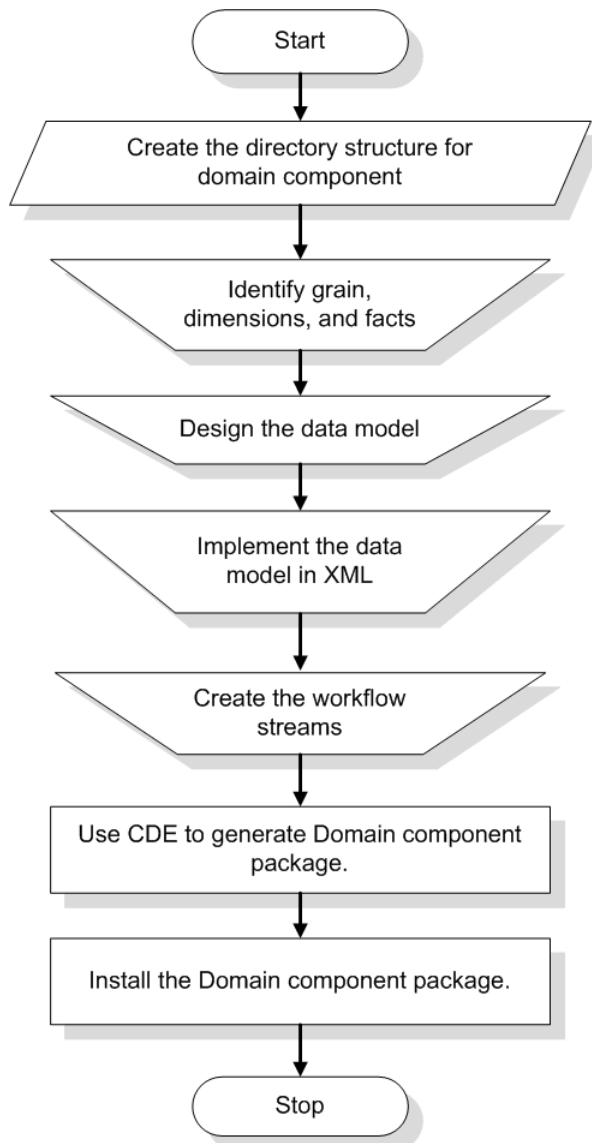 Start
Create the directory structure for
domain component
Identify grain,
dimensions, and facts
Design the data model
Implement the data
model in XML
Create the workflow
streams
Use CDE to generate Domain component
package.
Install the Domain component package.
Stop